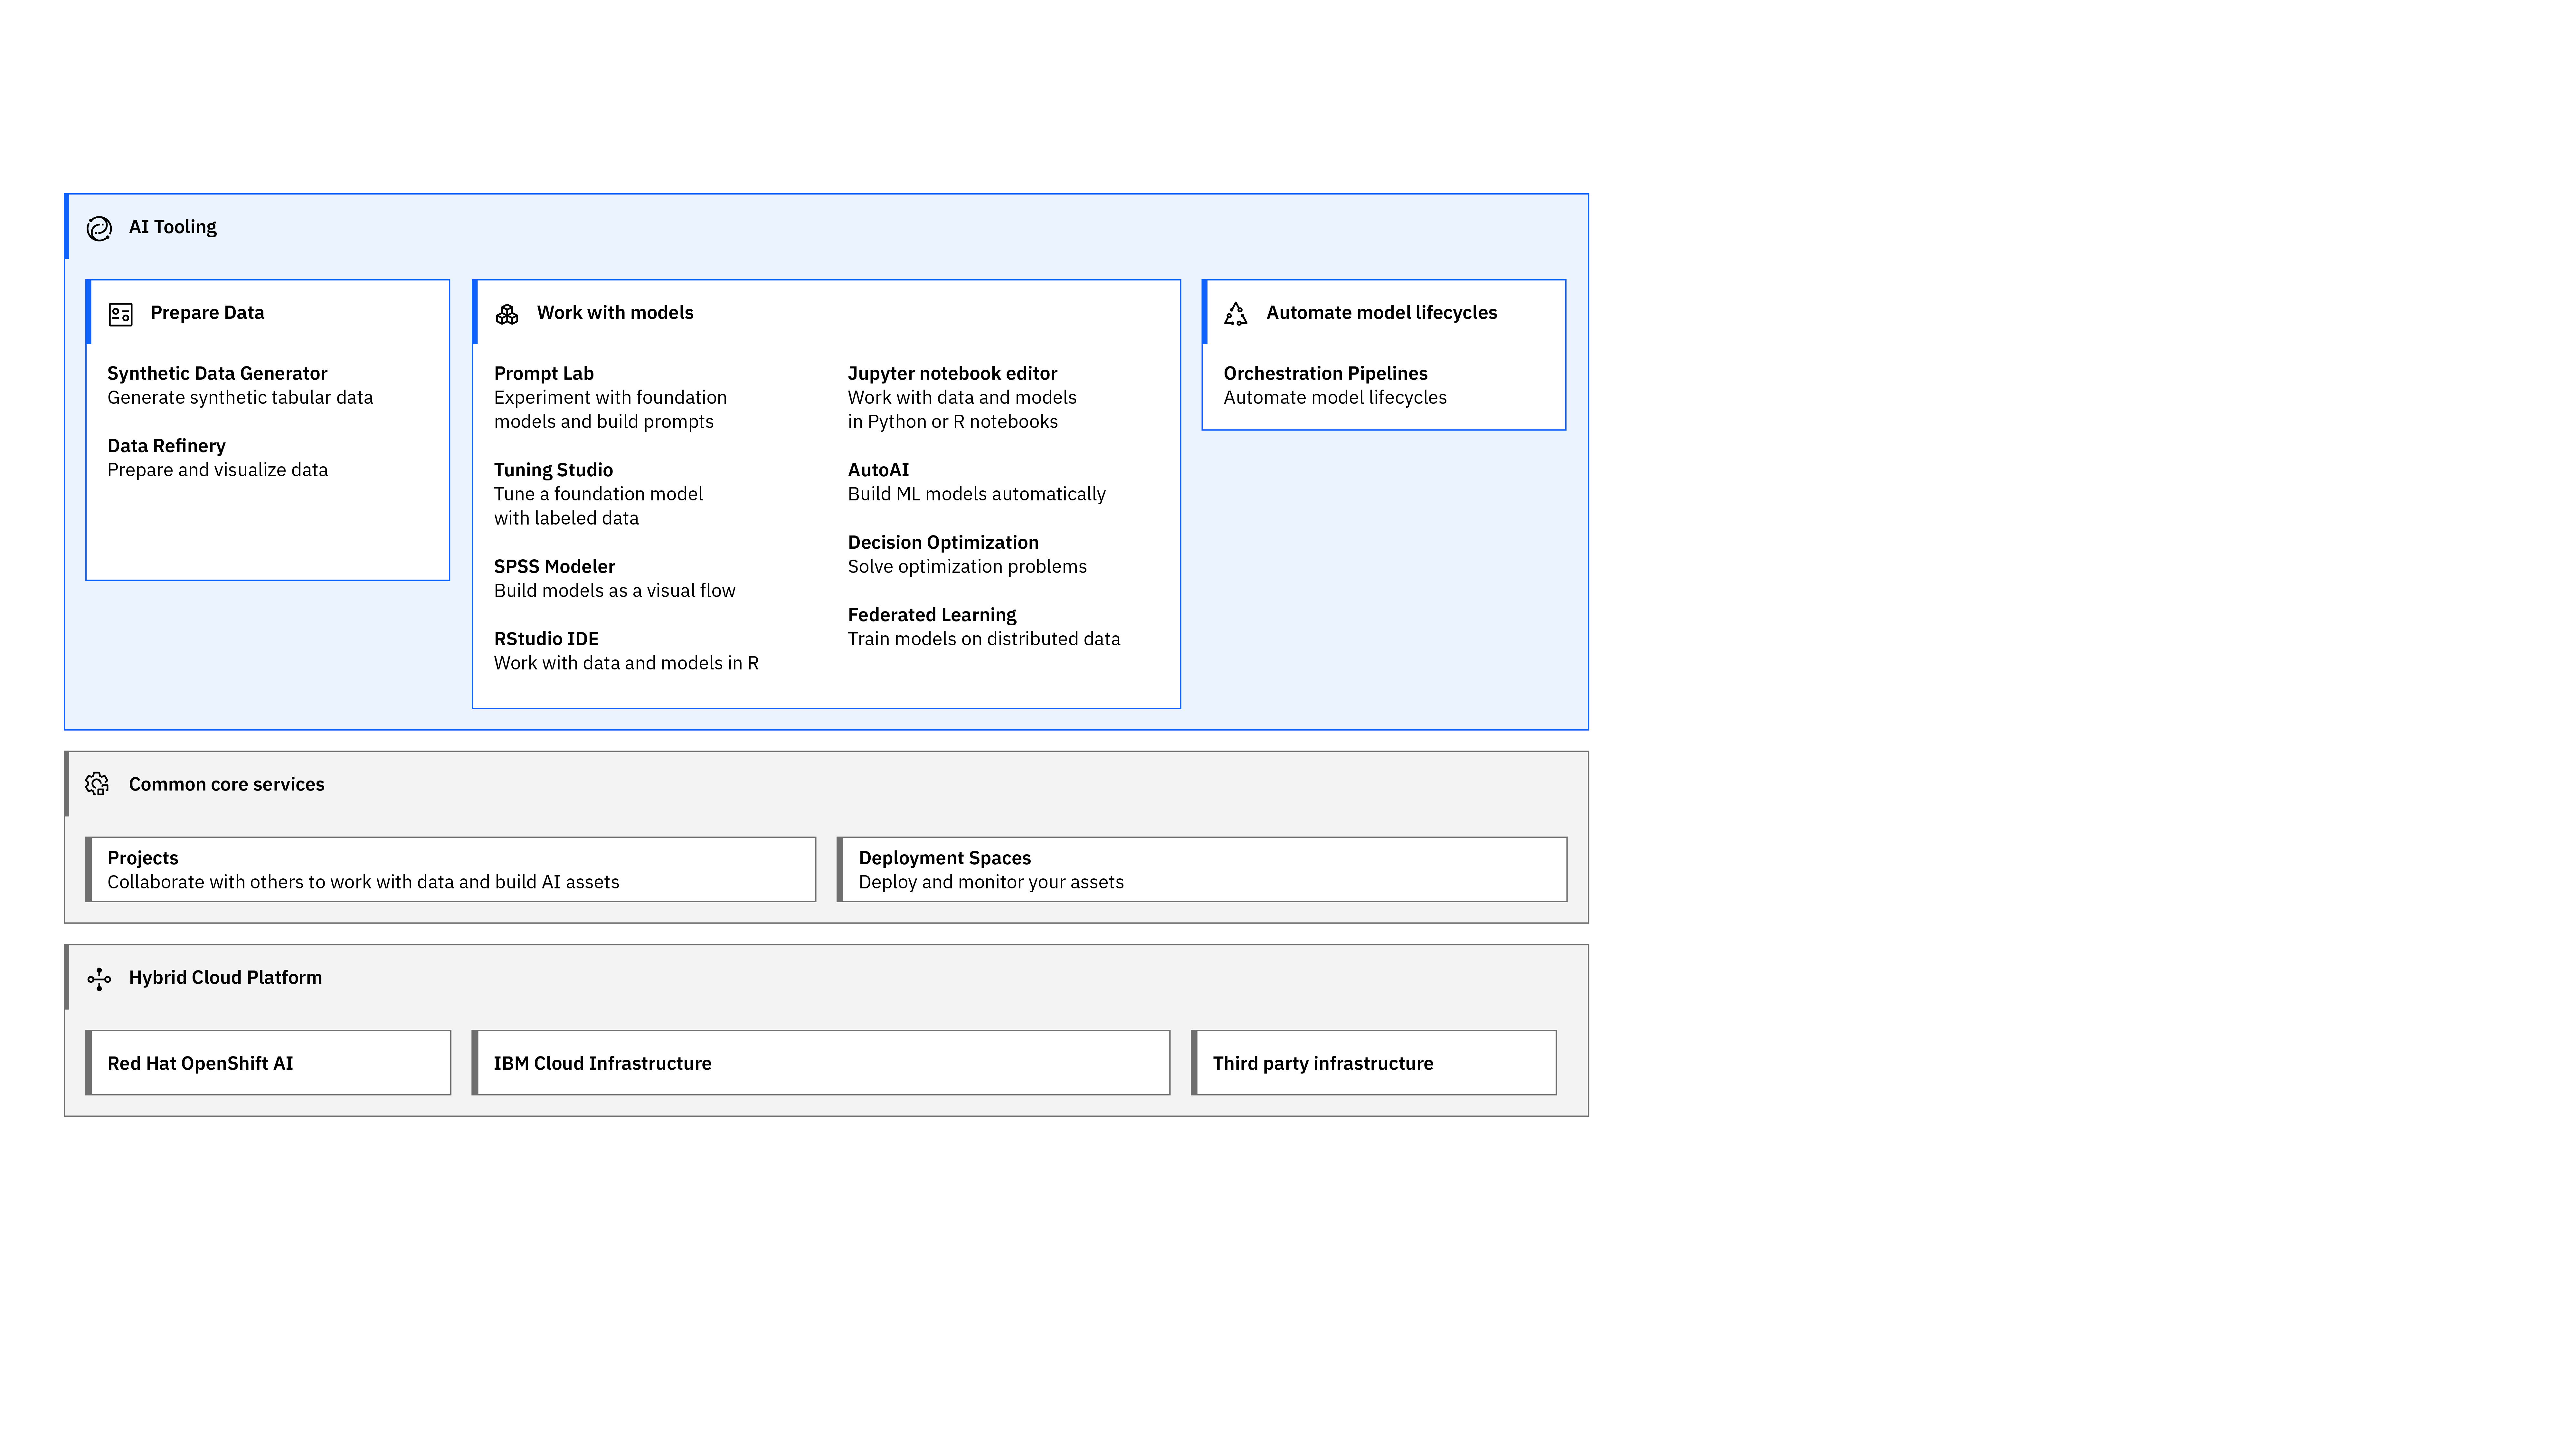 AI Tooling
Prepare Data
Synthetic Data Generator
Generate synthetic tabular data
Data Refinery
Prepare and visualize data
Work with models
Prompt Lab
Experiment with foundation
models and build prompts
Tuning Studio
Tune a foundation model
with labeled data
SPSS Modeler
Build models as a visual flow
RStudio IDE
Work with data and models in R
Jupyter notebook editor
Work with data and models
in Python or R notebooks
AutoAI
Build ML models automatically
Decision Optimization
Solve optimization problems
Federated Learning
Train models on distributed data
Automate model lifecycles
Orchestration Pipelines
Automate model lifecycles
Common core services
Projects
Collaborate with others to work with data and build AI assets
Deployment Spaces
Deploy and monitor your assets
Hybrid Cloud Platform
Red Hat OpenShift AI
IBM Cloud Infrastructure
Third party infrastructure